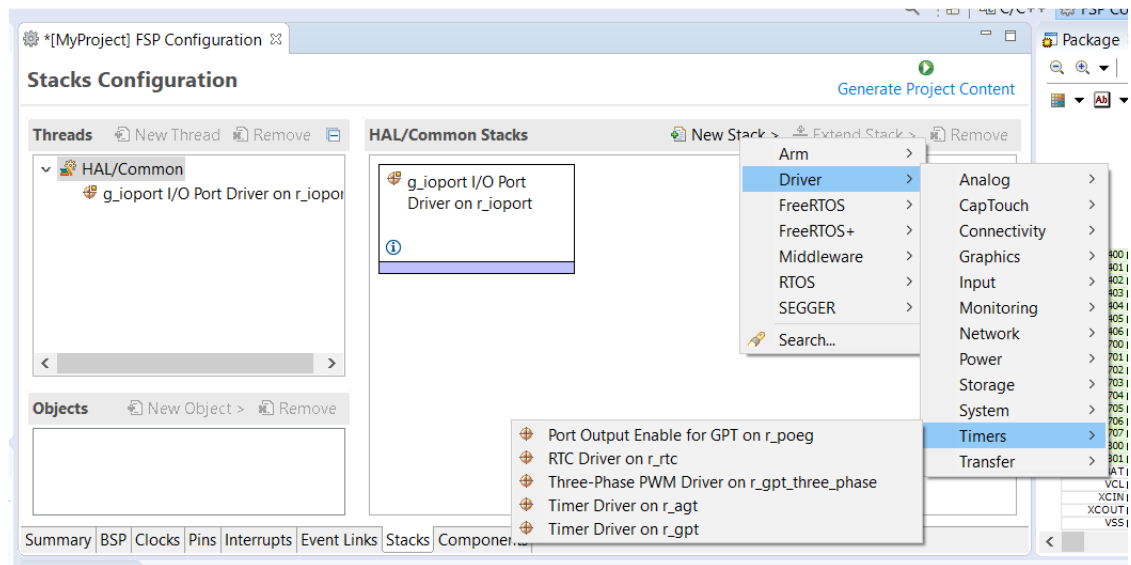 C/C++
FSP Co
*[MyProject] FSP Configuration
Package
Stacks Configuration
Generate Project Content
Threads
New Thread
Remove
HAL/Common Stacks
New Stack >
Extend Stack >
Remove
HAL/Common
g_ioport I/O Port Driver on r_iopor
g_ioport I/O Port
Driver on r_ioport
Arm
Driver
FreeRTOS
FreeRTOS+
Middleware
RTOS
SEGGER
Search...
Analog
CapTouch
Connectivity
Graphics
Input
Monitoring
Network
Power
Storage
System
Timers
Transfer
Objects
New Object >
Remove
Port Output Enable for GPT on r_poeg
RTC Driver on r_rtc
Three-Phase PWM Driver on r_gpt_three_phase
Timer Driver on r_agt
Timer Driver on r_gpt
Summary
BSP
Clocks
Pins
Interrupts
Event Links
Stacks
Components
Ab
VCL
XCIN
XCOUT
VSS